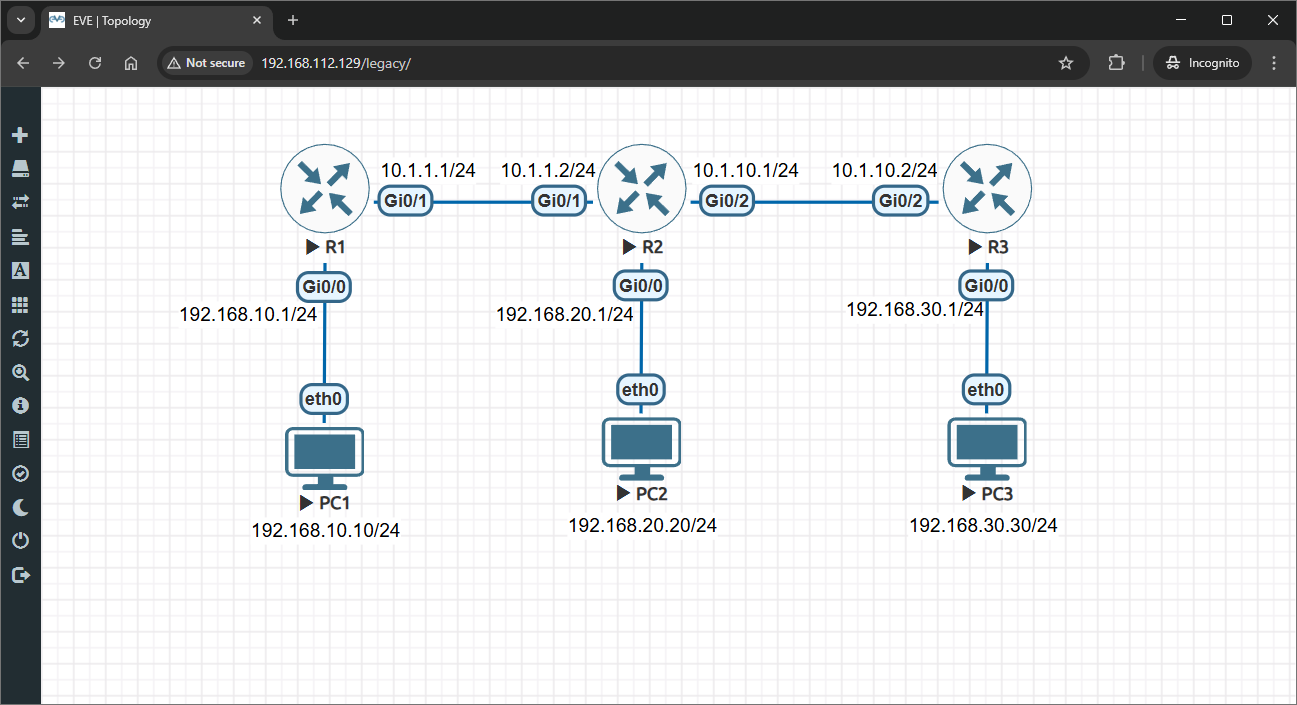 EVE | Topology
Not secure
192.168.112.129/legacy/
Incognito
10.1.1.1/24
10.1.1.2/24
10.1.10.1/24
10.1.10.2/24
Gi0/1
Gi0/1
Gi0/2
Gi0/2
R1
R2
R3
Gi0/0
Gi0/0
Gi0/0
192.168.10.1/24
192.168.20.1/24
192.168.30.1/24
eth0
eth0
eth0
PC1
PC2
PC3
192.168.10.10/24
192.168.20.20/24
192.168.30.30/24
A